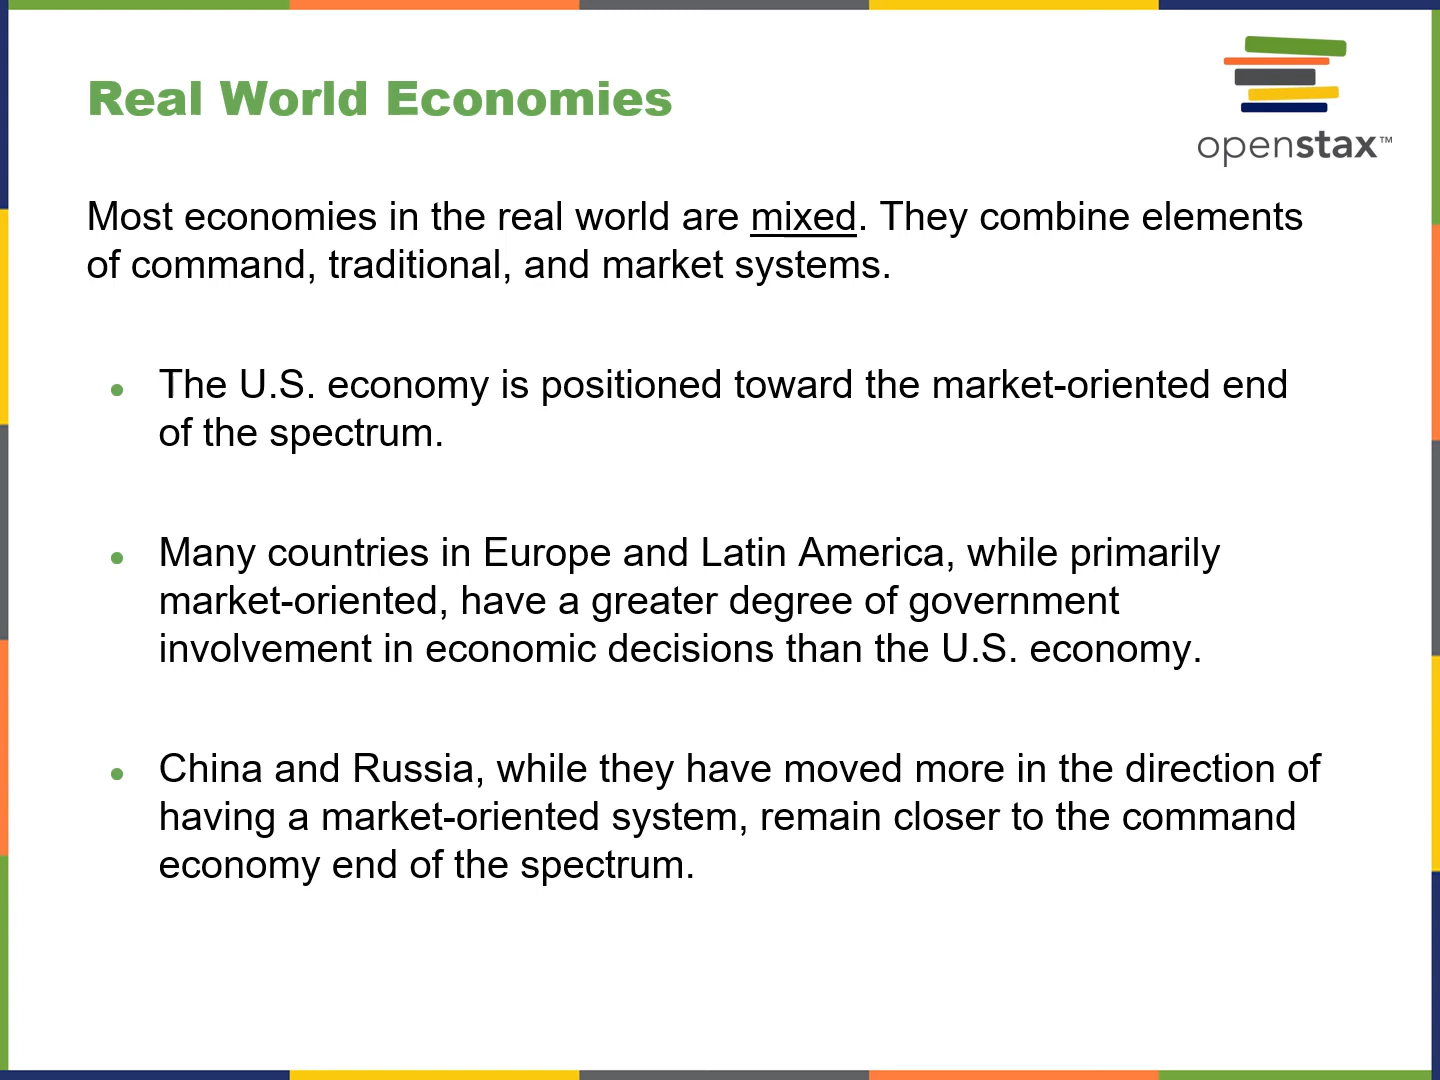 Real World Economies
openstax™
Most economies in the real world are mixed. They combine elements
of command, traditional, and market systems.
• The U.S. economy is positioned toward the market-oriented end
of the spectrum.
• Many countries in Europe and Latin America, while primarily
market-oriented, have a greater degree of government
involvement in economic decisions than the U.S. economy.
• China and Russia, while they have moved more in the direction of
having a market-oriented system, remain closer to the command
economy end of the spectrum.